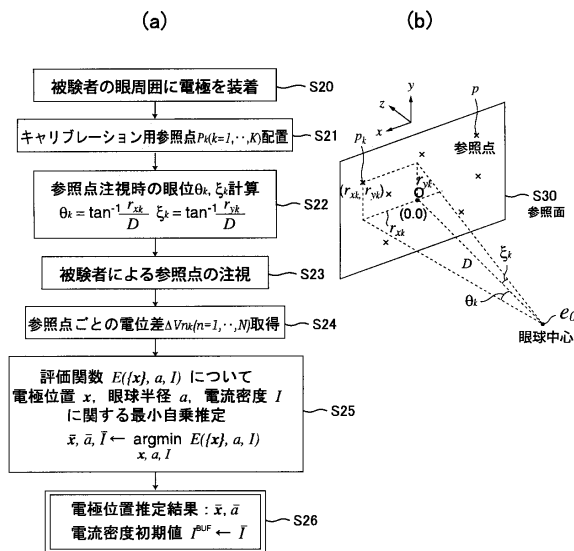 (a)
被験者の眼周囲に電極を装着
S20
キャリブレーション用参照点Pk(k=1,··,K)配置
S21
参照点注視時の眼位θk, ξk計算
θk = tan⁻¹ rxk/D ξk = tan⁻¹ ryk/D
S22
被験者による参照点の注視
S23
参照点ごとの電位差ΔVnk(n=1,··,N)取得
S24
評価関数 E({x}, a, I) について
電極位置 x, 眼球半径 a, 電流密度 I
に関する最小自乗推定
x̄, ā, Ī ← argmin E({x}, a, I)
x, a, I
S25
電極位置推定結果 : x̄, ā
電流密度初期値 I^BUF ← Ī
S26
(b)
y
z
x
p
参照点
pk
(rxk, ryk)
ryk
O
(0.0)
rxk
S30
参照面
D
ξk
θk
e0
眼球中心